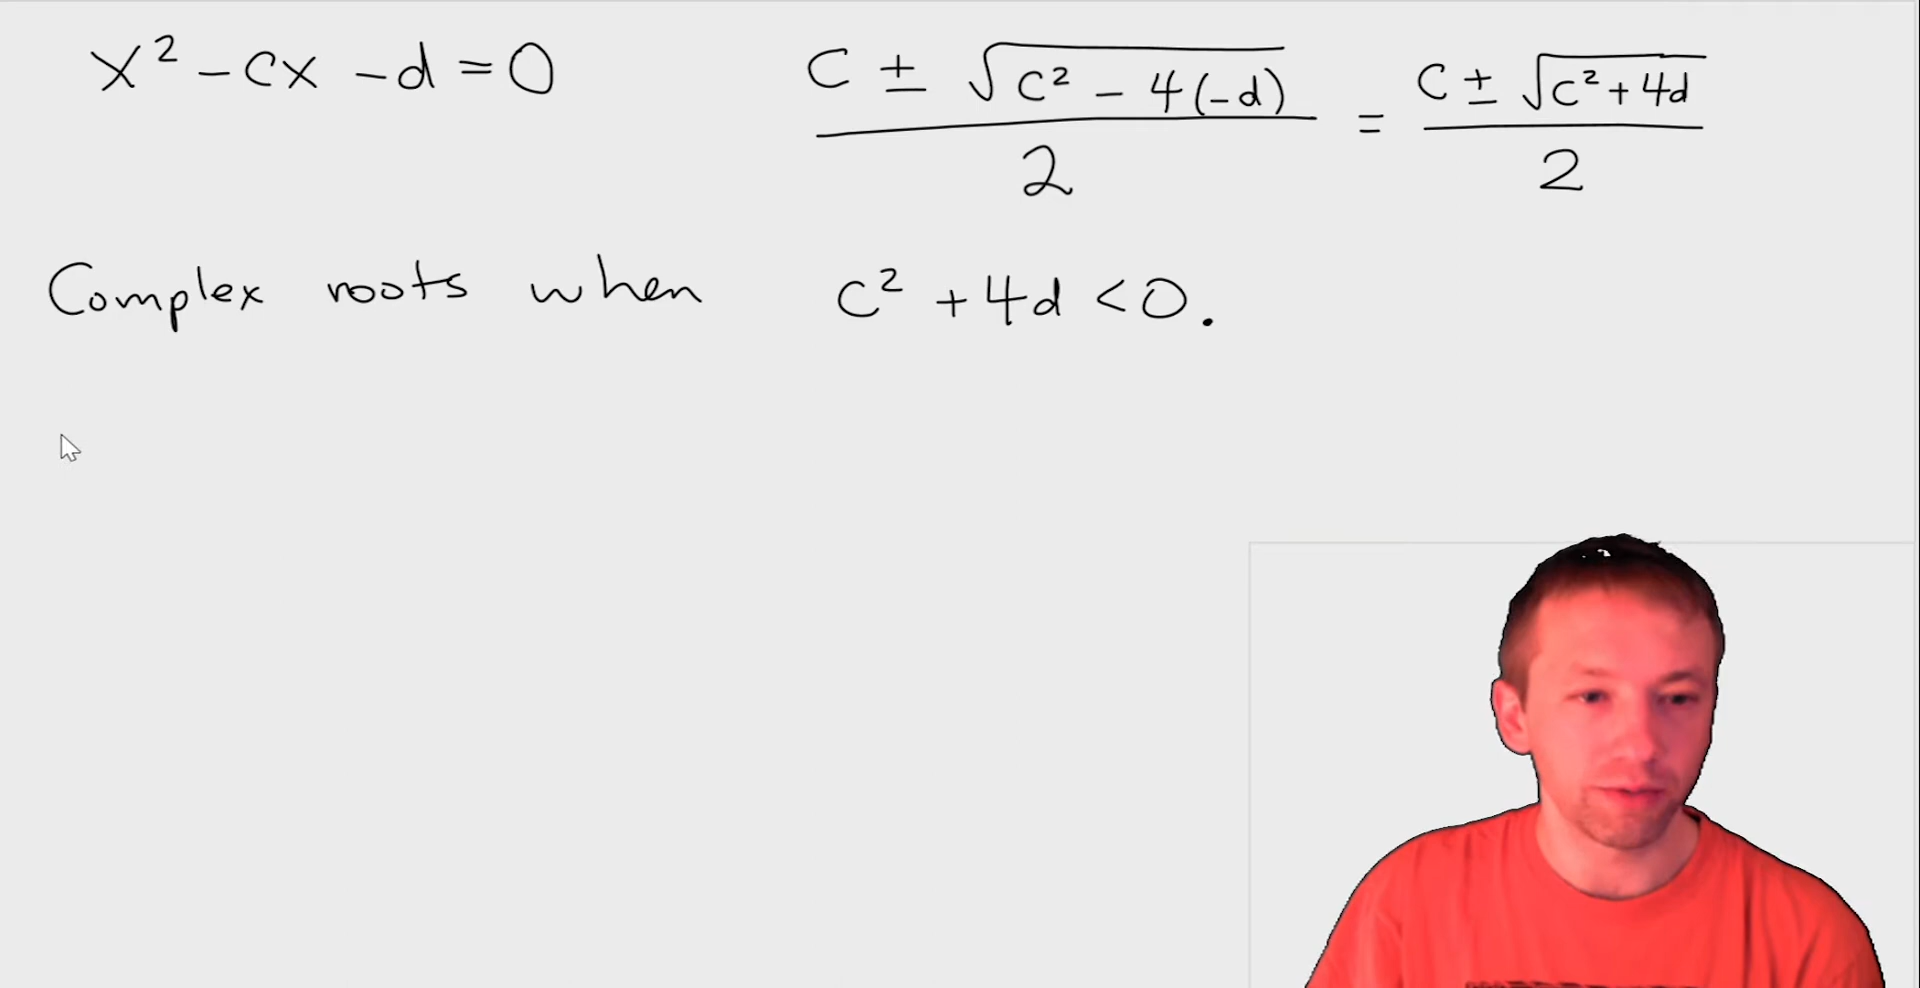 x² - cx - d = 0
(c ± √(c² - 4(-d)))/2 = (c ± √(c² + 4d))/2
Complex roots when c² + 4d < 0.